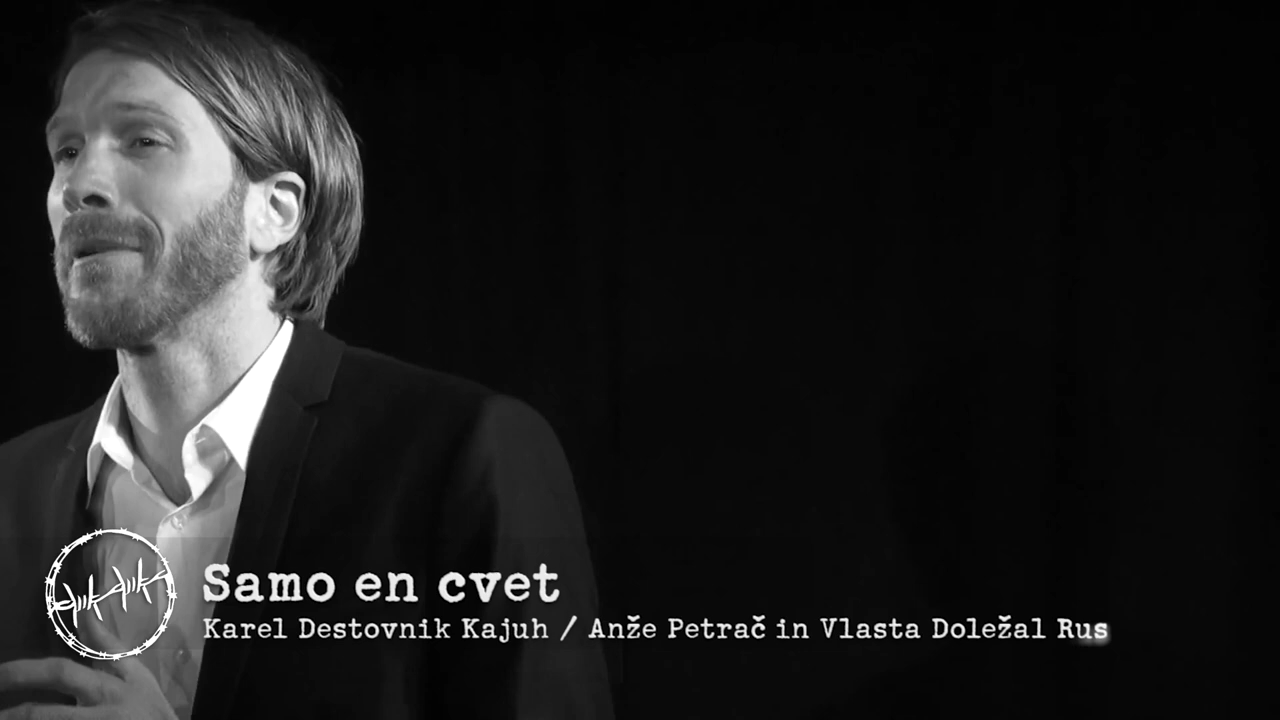 Samo en cvet
Karel Destovnik Kajuh / Anže Petrač in Vlasta Doležal Rus